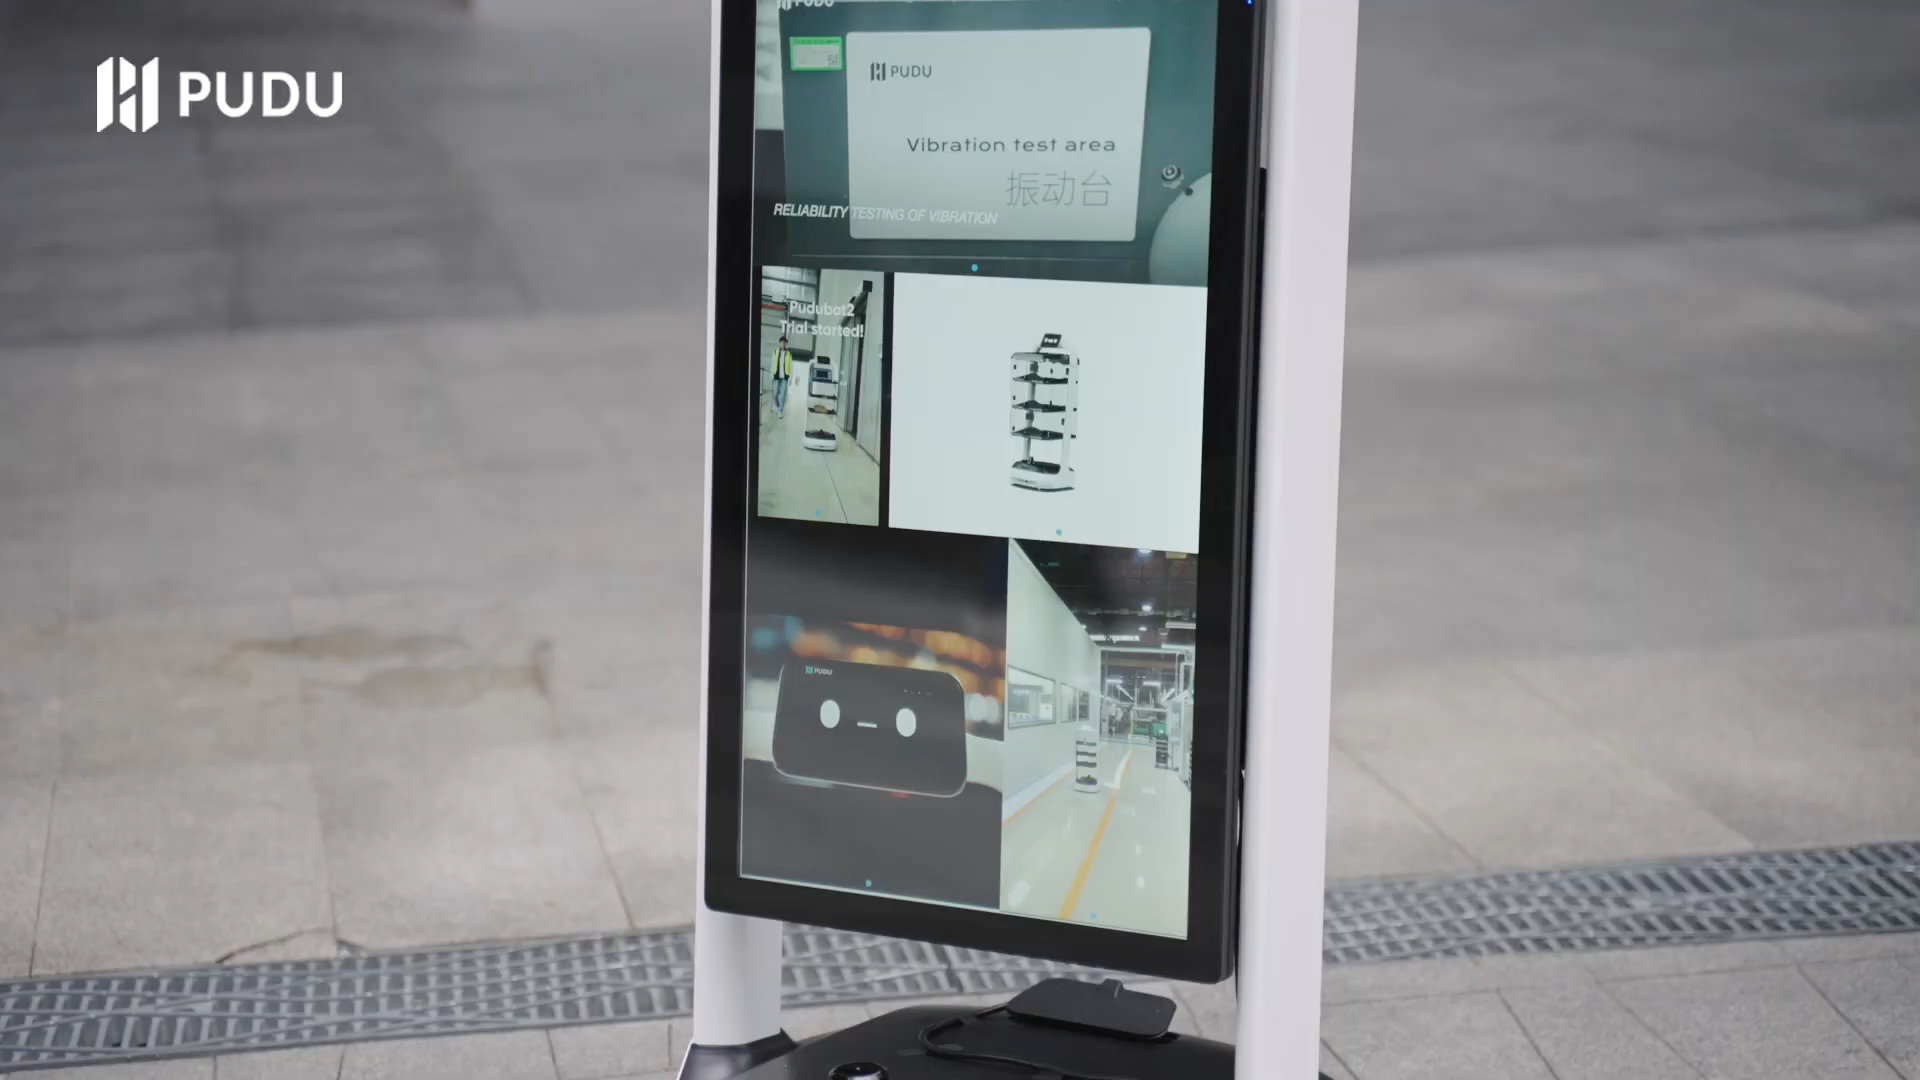 PUDU
PUDU
PUDU
Vibration test area
振动台
RELIABILITY TESTING OF VIBRATION
Pudubot2
Trial started!
PUDU